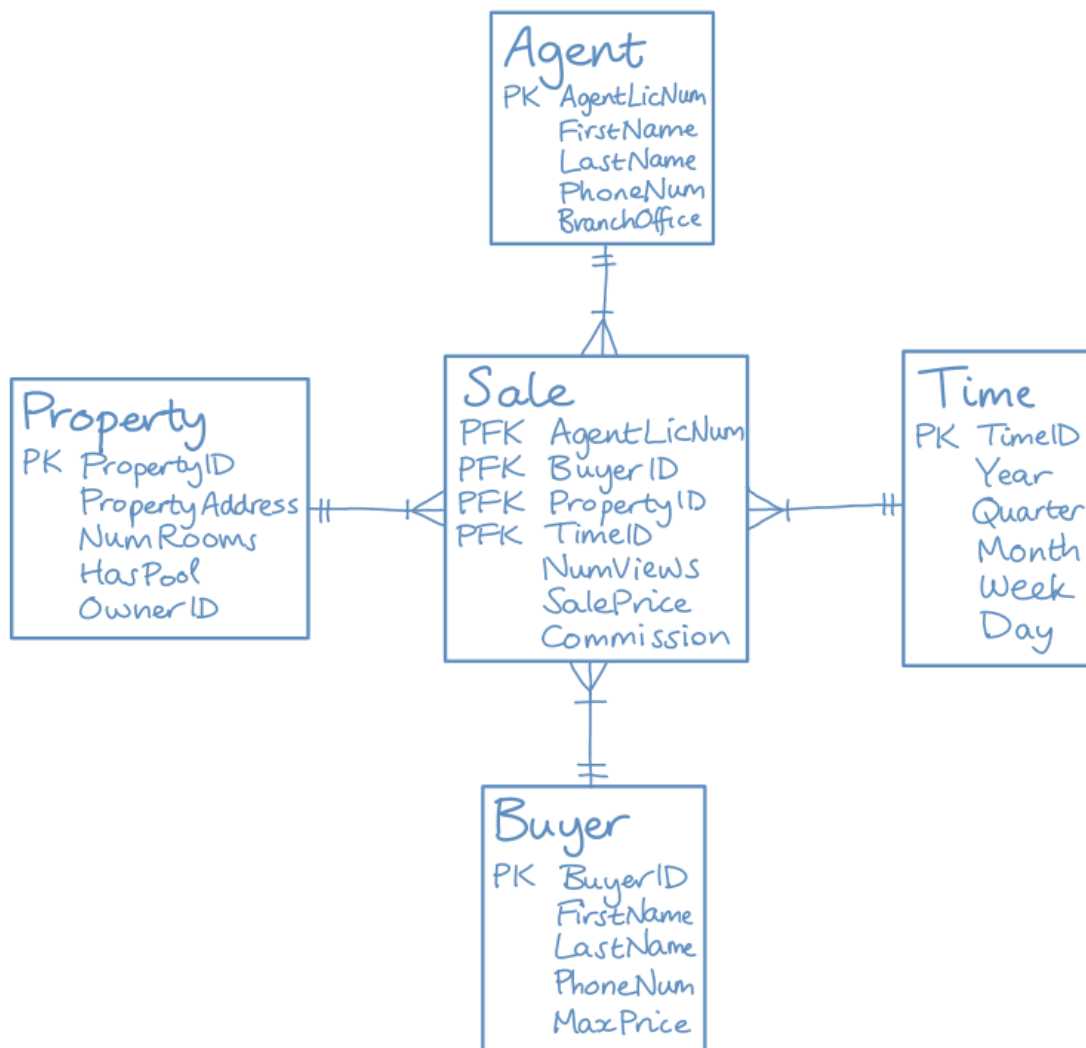 Agent
PK AgentLicNum
FirstName
LastName
PhoneNum
BranchOffice
Property
PK PropertyID
PropertyAddress
NumRooms
HasPool
OwnerID
Sale
PFK AgentLicNum
PFK BuyerID
PFK PropertyID
PFK TimeID
NumViews
SalePrice
Commission
Time
PK TimeID
Year
Quarter
Month
Week
Day
Buyer
PK BuyerID
FirstName
LastName
PhoneNum
MaxPrice